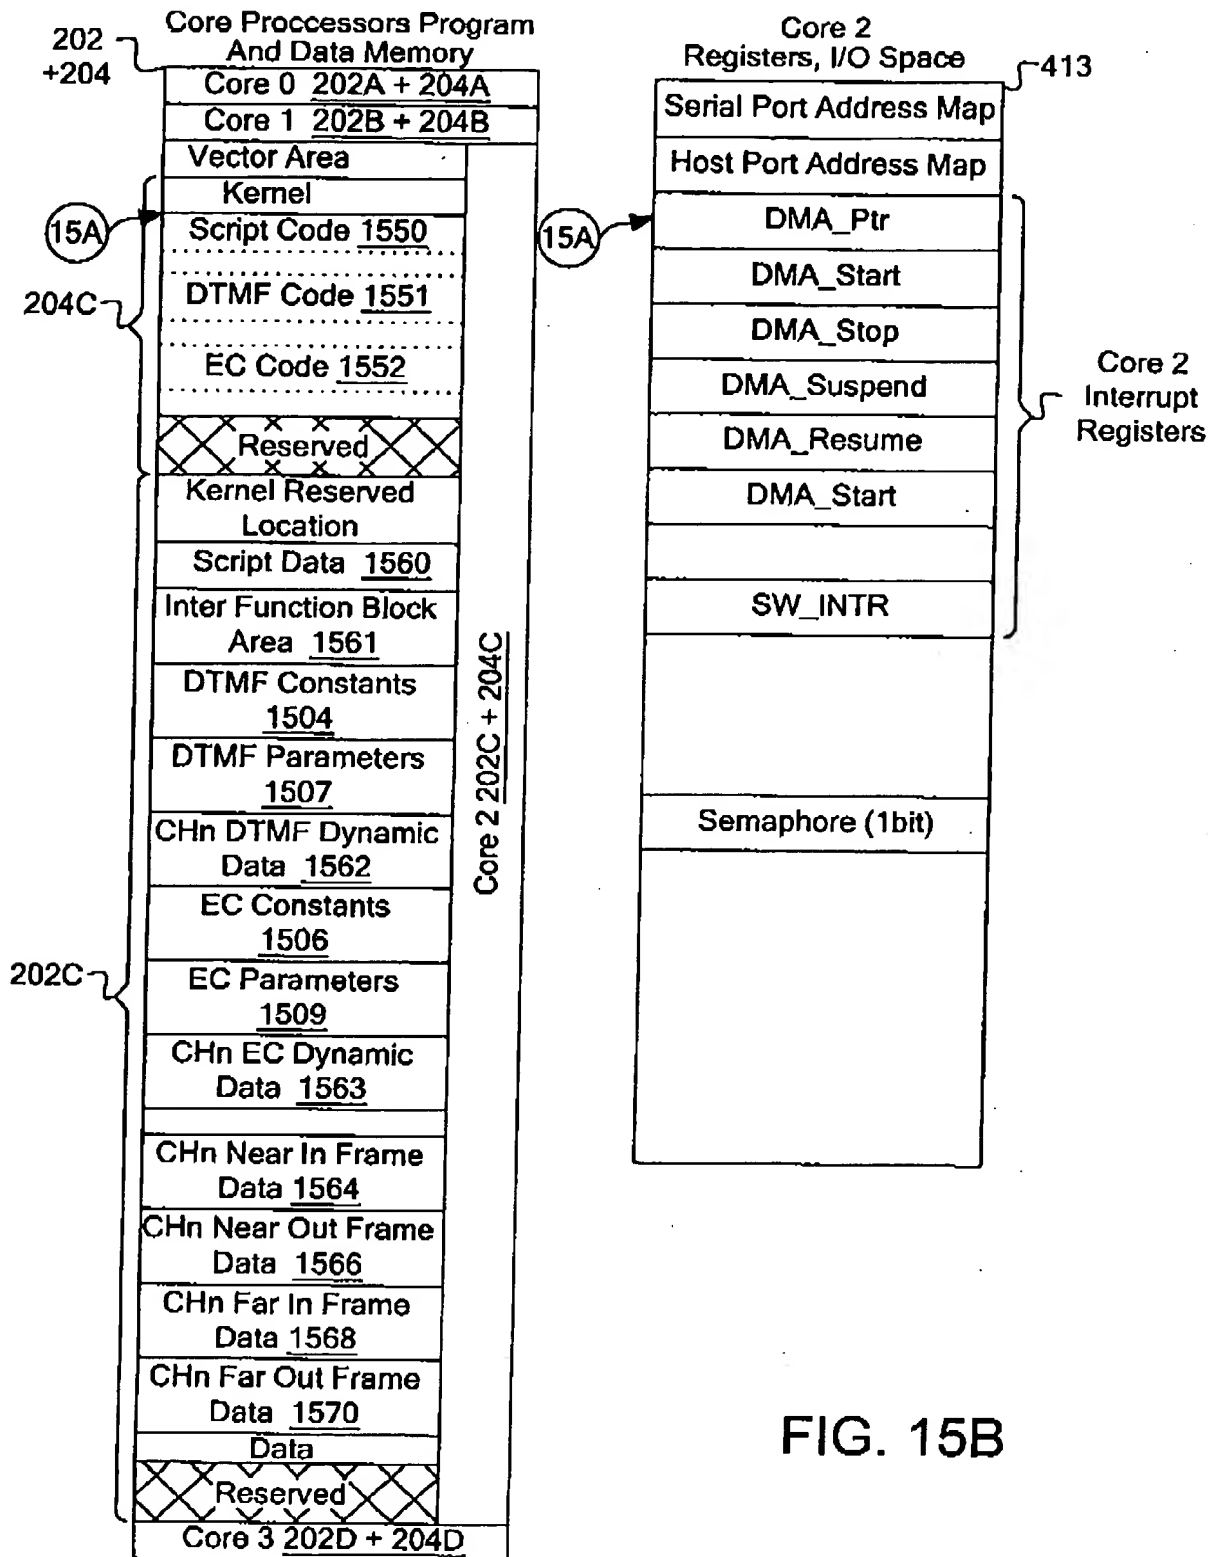 Core Proccessors Program
And Data Memory
202
+204
Core 0 202A + 204A
Core 1 202B + 204B
Vector Area
Kernel
15A
Script Code 1550
DTMF Code 1551
204C
EC Code 1552
Reserved
Kernel Reserved
Location
Script Data 1560
Inter Function Block
Area 1561
DTMF Constants
1504
DTMF Parameters
1507
CHn DTMF Dynamic
Data 1562
EC Constants
1506
202C
EC Parameters
1509
CHn EC Dynamic
Data 1563
CHn Near In Frame
Data 1564
CHn Near Out Frame
Data 1566
CHn Far In Frame
Data 1568
CHn Far Out Frame
Data 1570
Data
Reserved
Core 2 202C + 204C
Core 3 202D + 204D
Core 2
Registers, I/O Space
413
Serial Port Address Map
Host Port Address Map
15A
DMA_Ptr
DMA_Start
DMA_Stop
DMA_Suspend
DMA_Resume
DMA_Start
SW_INTR
Core 2
Interrupt
Registers
Semaphore (1bit)
FIG. 15B